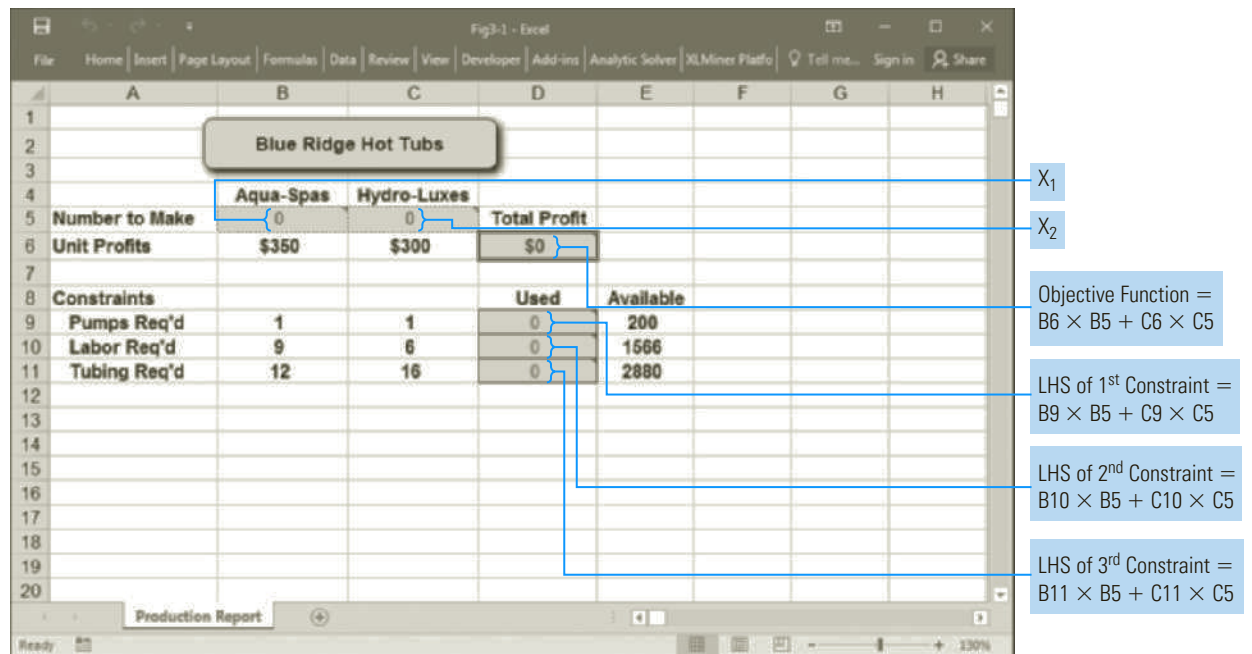 Fig3-1 - Excel
File Home Insert Page Layout Formulas Data Review View Developer Add-ins Analytic Solver XLMiner Platfo Tell me... Sign in Share
A B C D E F G H
1
2 Blue Ridge Hot Tubs
3
4 Aqua-Spas Hydro-Luxes
5 Number to Make 0 0 Total Profit
6 Unit Profits $350 $300 $0
7
8 Constraints Used Available
9 Pumps Req'd 1 1 0 200
10 Labor Req'd 9 6 0 1566
11 Tubing Req'd 12 16 0 2880
12
13
14
15
16
17
18
19
20
Production Report
Ready 130%
X1
X2
Objective Function =
B6 × B5 + C6 × C5
LHS of 1st Constraint =
B9 × B5 + C9 × C5
LHS of 2nd Constraint =
B10 × B5 + C10 × C5
LHS of 3rd Constraint =
B11 × B5 + C11 × C5